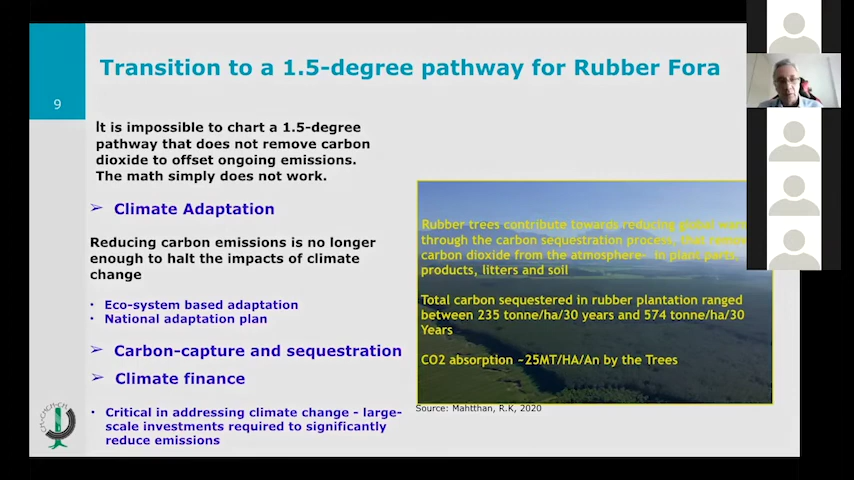 Transition to a 1.5-degree pathway for Rubber Fora
9
It is impossible to chart a 1.5-degree
pathway that does not remove carbon
dioxide to offset ongoing emissions.
The math simply does not work.
➢ Climate Adaptation
Reducing carbon emissions is no longer
enough to halt the impacts of climate
change
• Eco-system based adaptation
• National adaptation plan
➢ Carbon-capture and sequestration
➢ Climate finance
• Critical in addressing climate change - large-
scale investments required to significantly
reduce emissions
Rubber trees contribute towards reducing global
through the carbon sequestration process, that
carbon dioxide from the atmosphere- in plant parts,
products, litters and soil
Total carbon sequestered in rubber plantation ranged
between 235 tonne/ha/30 years and 574 tonne/ha/30
Years
CO2 absorption ~25MT/HA/An by the Trees
Source: Mahtthan, R.K, 2020